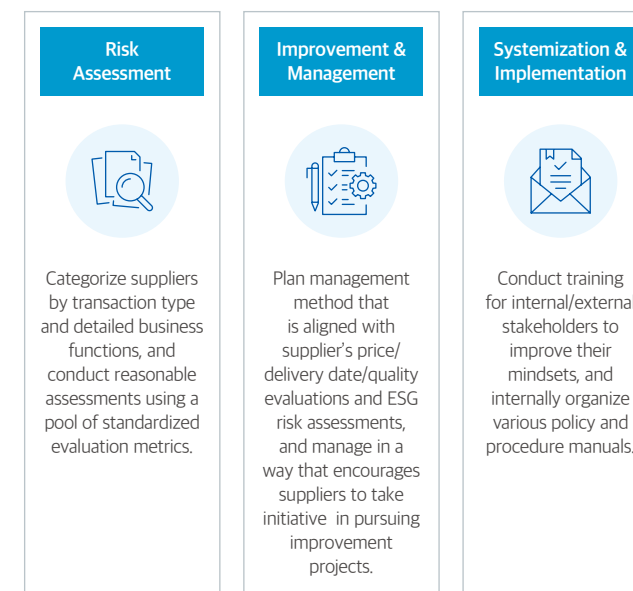 Risk
Assessment
Categorize suppliers
by transaction type
and detailed business
functions, and
conduct reasonable
assessments using a
pool of standardized
evaluation metrics.
Improvement &
Management
Plan management
method that
is aligned with
supplier's price/
delivery date/quality
evaluations and ESG
risk assessments,
and manage in a
way that encourages
suppliers to take
initiative in pursuing
improvement
projects.
Systemization &
Implementation
Conduct training
for internal/external
stakeholders to
improve their
mindsets, and
internally organize
various policy and
procedure manuals.